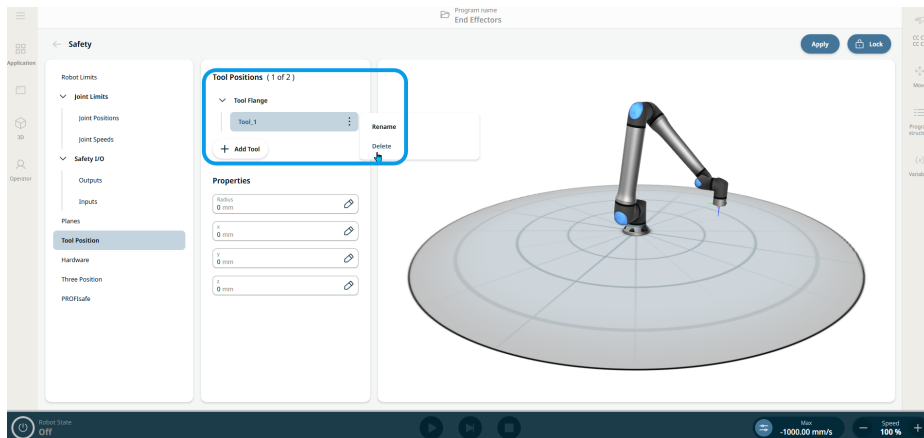 Program name
End Effectors
Safety
Apply
Lock
Application
3D
Operator
Robot Limits
Joint Limits
Joint Positions
Joint Speeds
Safety I/O
Outputs
Inputs
Planes
Tool Position
Hardware
Three Position
PROFIsafe
Tool Positions ( 1 of 2 )
Tool Flange
Tool_1
Add Tool
Rename
Delete
Properties
Radius
0 mm
x
0 mm
y
0 mm
z
0 mm
Robot State
Off
Max
-1000.00 mm/s
Speed
100 %